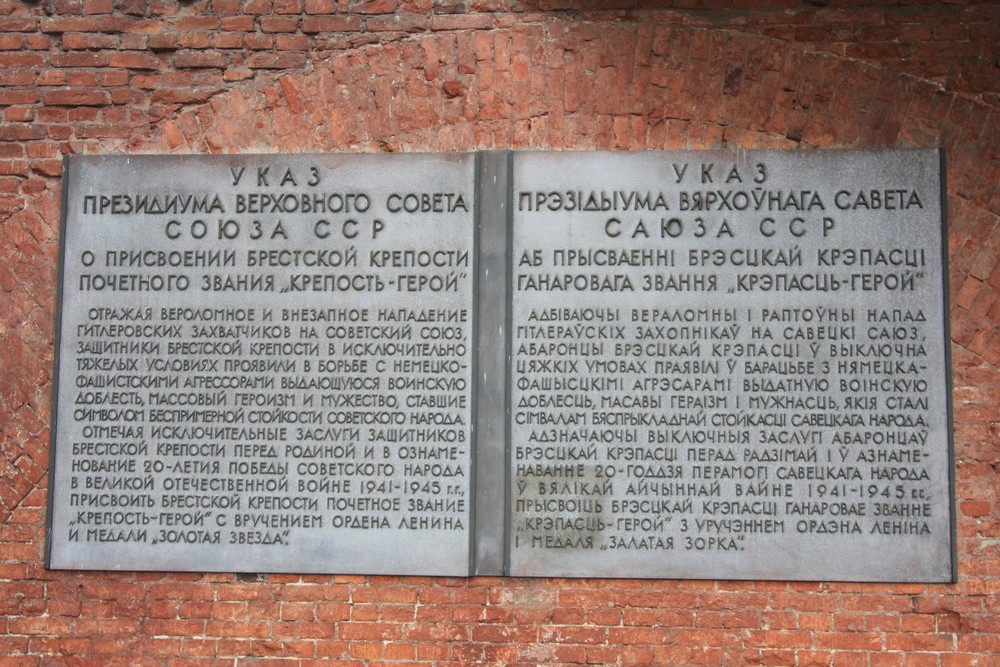 УКАЗ
ПРЕЗИДИУМА ВЕРХОВНОГО СОВЕТА
СОЮЗА ССР
О ПРИСВОЕНИИ БРЕСТСКОЙ КРЕПОСТИ
ПОЧЕТНОГО ЗВАНИЯ „КРЕПОСТЬ-ГЕРОЙ“
ОТРАЖАЯ ВЕРОЛОМНОЕ И ВНЕЗАПНОЕ НАПАДЕНИЕ
ГИТЛЕРОВСКИХ ЗАХВАТЧИКОВ НА СОВЕТСКИЙ СОЮЗ,
ЗАЩИТНИКИ БРЕСТСКОЙ КРЕПОСТИ В ИСКЛЮЧИТЕЛЬНО
ТЯЖЕЛЫХ УСЛОВИЯХ ПРОЯВИЛИ В БОРЬБЕ С НЕМЕЦКО-
ФАШИСТСКИМИ АГРЕССОРАМИ ВЫДАЮЩУЮСЯ ВОИНСКУЮ
ДОБЛЕСТЬ, МАССОВЫЙ ГЕРОИЗМ И МУЖЕСТВО, СТАВШИЕ
СИМВОЛОМ БЕСПРИМЕРНОЙ СТОЙКОСТИ СОВЕТСКОГО НАРОДА.
ОТМЕЧАЯ ИСКЛЮЧИТЕЛЬНЫЕ ЗАСЛУГИ ЗАЩИТНИКОВ
БРЕСТСКОЙ КРЕПОСТИ ПЕРЕД РОДИНОЙ И В ОЗНАМЕ-
НОВАНИЕ 20-ЛЕТИЯ ПОБЕДЫ СОВЕТСКОГО НАРОДА
В ВЕЛИКОЙ ОТЕЧЕСТВЕННОЙ ВОЙНЕ 1941-1945 г.г.,
ПРИСВОИТЬ БРЕСТСКОЙ КРЕПОСТИ ПОЧЕТНОЕ ЗВАНИЕ
„КРЕПОСТЬ-ГЕРОЙ“ С ВРУЧЕНИЕМ ОРДЕНА ЛЕНИНА
И МЕДАЛИ „ЗОЛОТАЯ ЗВЕЗДА“.
УКАЗ
ПРЭЗІДЫУМА ВЯРХОЎНАГА САВЕТА
САЮЗА ССР
АБ ПРЫСВАЕННІ БРЭСЦКАЙ КРЭПАСЦІ
ГАНАРОВАГА ЗВАННЯ „КРЭПАСЦЬ-ГЕРОЙ“
АДБІВАЮЧЫ ВЕРАЛОМНЫ І РАПТОЎНЫ НАПАД
ГІТЛЕРАЎСКІХ ЗАХОПНІКАЎ НА САВЕЦКІ САЮЗ,
АБАРОНЦЫ БРЭСЦКАЙ КРЭПАСЦІ Ў ВЫКЛЮЧНА
ЦЯЖКІХ УМОВАХ ПРАЯВІЛІ Ў БАРАЦЬБЕ З НЯМЕЦКА-
ФАШЫСЦКІМІ АГРЭСАРАМІ ВЫДАТНУЮ ВОІНСКУЮ
ДОБЛЕСЦЬ, МАСАВЫ ГЕРАІЗМ І МУЖНАСЦЬ, ЯКІЯ СТАЛІ
СІМВАЛАМ БЯСПРЫКЛАДНАЙ СТОЙКАСЦІ САВЕЦКАГА НАРОДА.
АДЗНАЧАЮЧЫ ВЫКЛЮЧНЫЯ ЗАСЛУГІ АБАРОНЦАЎ
БРЭСЦКАЙ КРЭПАСЦІ ПЕРАД РАДЗІМАЙ І Ў АЗНАМЕ-
НАВАННЕ 20-ГОДДЗЯ ПЕРАМОГІ САВЕЦКАГА НАРОДА
Ў ВЯЛІКАЙ АЙЧЫННАЙ ВАЙНЕ 1941-1945 г.г.,
ПРЫСВОІЦЬ БРЭСЦКАЙ КРЭПАСЦІ ГАНАРОВАЕ ЗВАННЕ
„КРЭПАСЦЬ-ГЕРОЙ“ З УРУЧЭННЕМ ОРДЭНА ЛЕНІНА
І МЕДАЛЯ „ЗАЛАТАЯ ЗОРКА“.